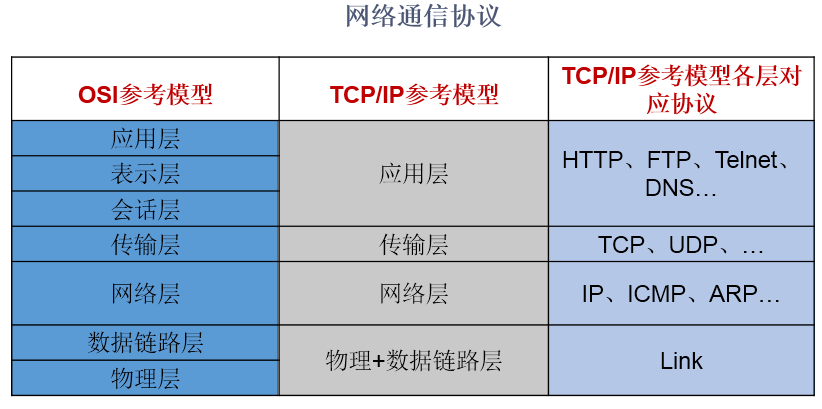 网络通信协议
OSI参考模型
TCP/IP参考模型
TCP/IP参考模型各层对
应协议
应用层
表示层
会话层
应用层
HTTP、FTP、Telnet、
DNS…
传输层
传输层
TCP、UDP、…
网络层
网络层
IP、ICMP、ARP…
数据链路层
物理层
物理+数据链路层
Link